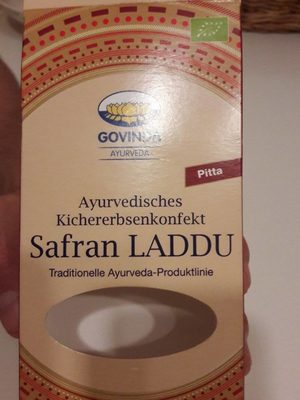 GOVINDA
AYURVEDA
Pitta
Ayurvedisches
Kichererbsenkonfekt
Safran LADDU
Traditionelle Ayurveda-Produktlinie